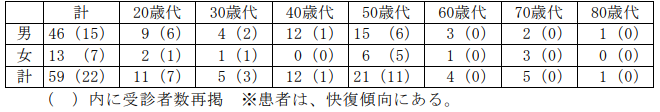 計 20歳代 30歳代 40歳代 50歳代 60歳代 70歳代 80歳代
男 46 (15) 9 (6) 4 (2) 12 (1) 15 (6) 3 (0) 2 (0) 1 (0)
女 13 (7) 2 (1) 1 (1) 0 (0) 6 (5) 1 (0) 3 (0) 0 (0)
計 59 (22) 11 (7) 5 (3) 12 (1) 21 (11) 4 (0) 5 (0) 1 (0)
( )内に受診者数再掲 ※患者は、快復傾向にある。